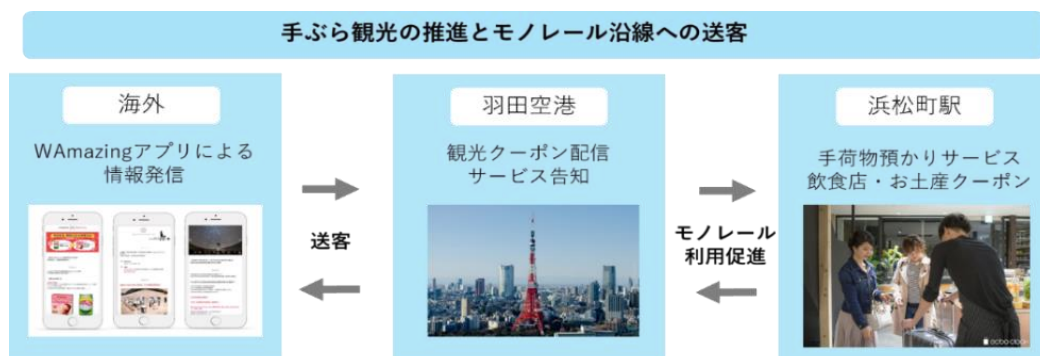 手ぶら観光の推進とモノレール沿線への送客
海外
WAmazingアプリによる
情報発信
送客
羽田空港
観光クーポン配信
サービス告知
モノレール
利用促進
浜松町駅
手荷物預かりサービス
飲食店・お土産クーポン